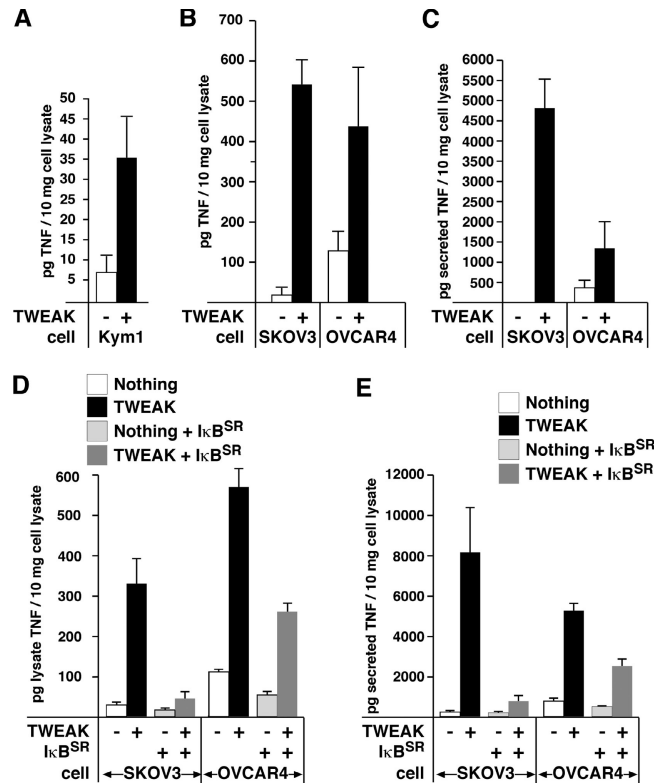 A
pg TNF / 10 mg cell lysate
50
45
40
35
30
25
20
15
10
5
TWEAK - +
cell Kym1
B
pg TNF / 10 mg cell lysate
700
600
500
400
300
200
100
TWEAK - + - +
cell SKOV3 OVCAR4
C
pg secreted TNF / 10 mg cell lysate
6000
5500
5000
4500
4000
3500
3000
2500
2000
1500
1000
500
TWEAK - + - +
cell SKOV3 OVCAR4
D
Nothing
TWEAK
Nothing + IκBSR
TWEAK + IκBSR
pg lysate TNF / 10 mg cell lysate
600
500
400
300
200
100
TWEAK - + - + - + - +
IκBSR + + + +
cell SKOV3 OVCAR4
E
Nothing
TWEAK
Nothing + IκBSR
TWEAK + IκBSR
pg secreted TNF / 10 mg cell lysate
12000
10000
8000
6000
4000
2000
TWEAK - + - + - + - +
IκBSR + + + +
cell SKOV3 OVCAR4